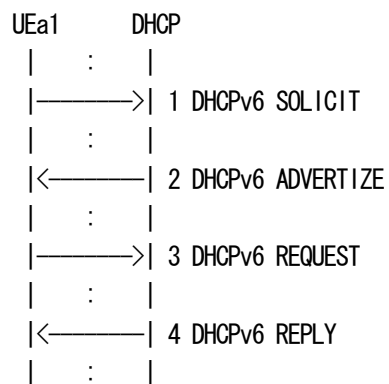 UEa1 DHCP
| : |
|-------->| 1 DHCPv6 SOLICIT
| : |
|<--------| 2 DHCPv6 ADVERTIZE
| : |
|-------->| 3 DHCPv6 REQUEST
| : |
|<--------| 4 DHCPv6 REPLY
| : |